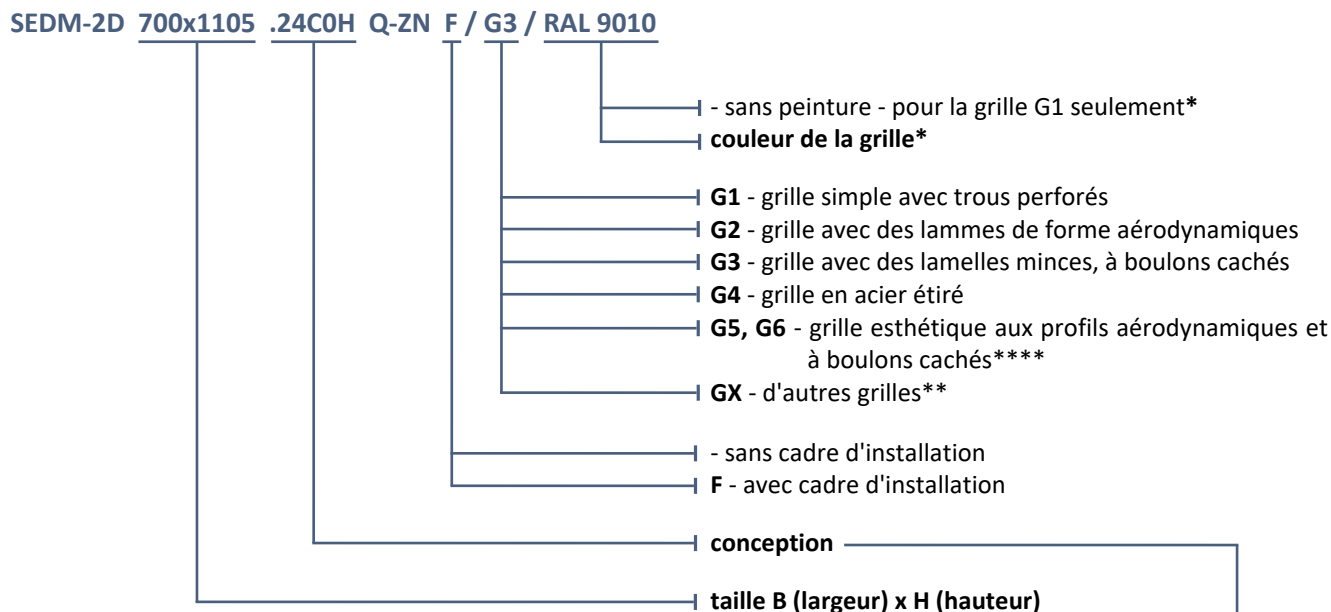 SEDM-2D 700x1105 .24C0H Q-ZN F / G3 / RAL 9010
- sans peinture - pour la grille G1 seulement*
couleur de la grille*
G1 - grille simple avec trous perforés
G2 - grille avec des lammes de forme aérodynamiques
G3 - grille avec des lamelles minces, à boulons cachés
G4 - grille en acier étiré
G5, G6 - grille esthétique aux profils aérodynamiques et
à boulons cachés****
GX - d'autres grilles**
- sans cadre d'installation
F - avec cadre d'installation
conception
taille B (largeur) x H (hauteur)